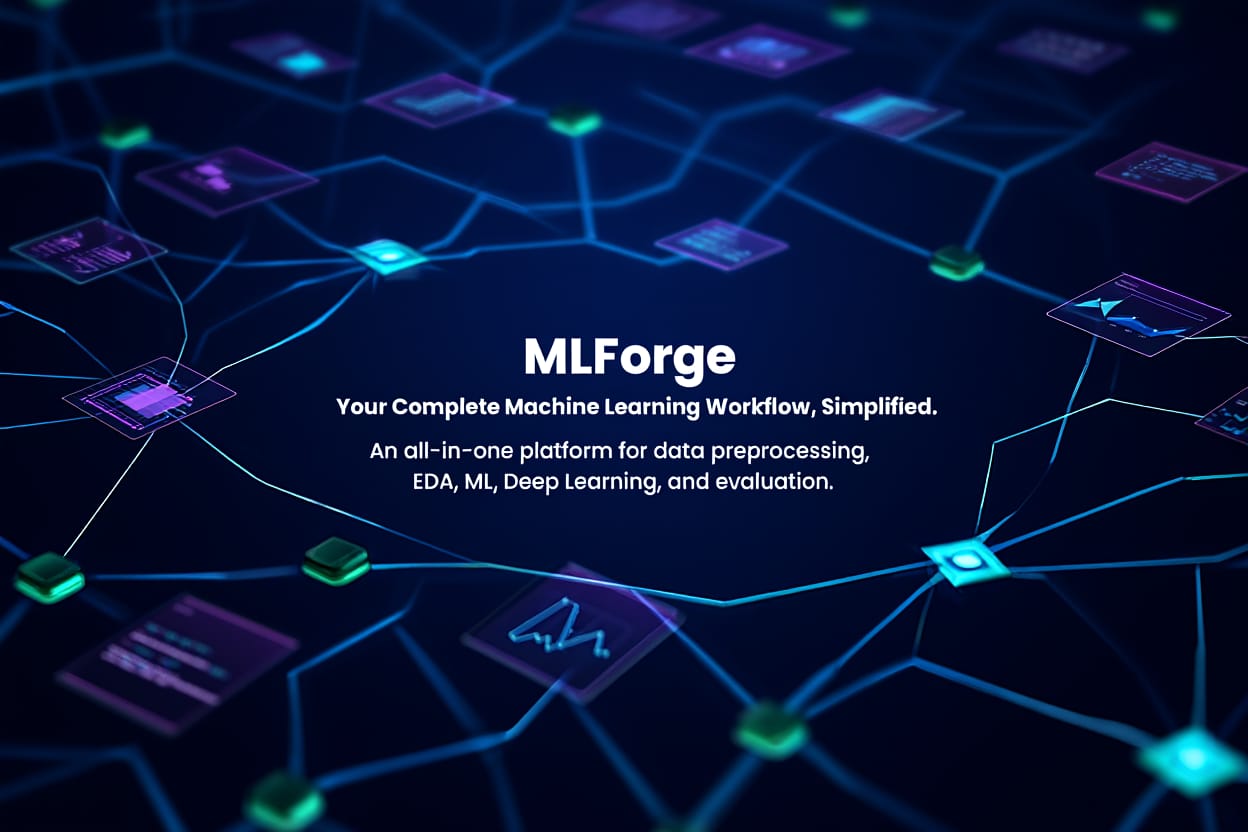 MLForge
Your Complete Machine Learning Workflow, Simplified.
An all-in-one platform for data preprocessing,
EDA, ML, Deep Learning, and evaluation.